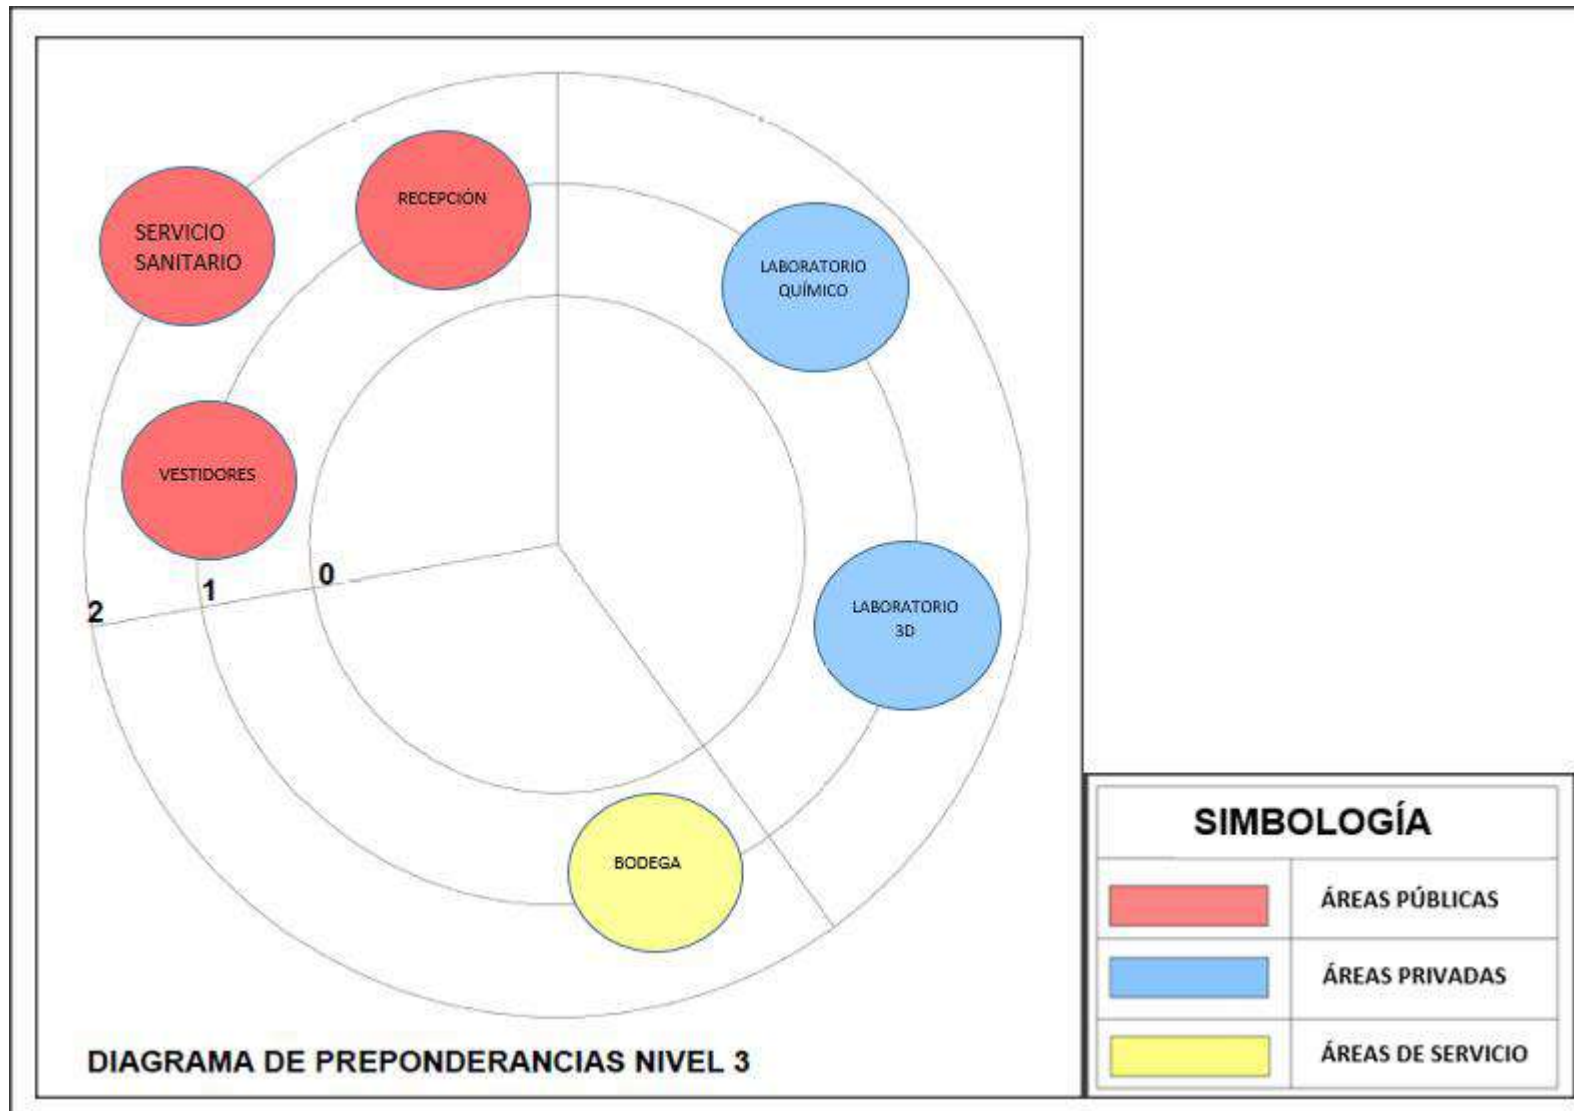 RECEPCIÓN
SERVICIO
SANITARIO
LABORATORIO
QUÍMICO
VESTIDORES
0
1
2
LABORATORIO
3D
BODEGA
DIAGRAMA DE PREPONDERANCIAS NIVEL 3
SIMBOLOGÍA
ÁREAS PÚBLICAS
ÁREAS PRIVADAS
ÁREAS DE SERVICIO